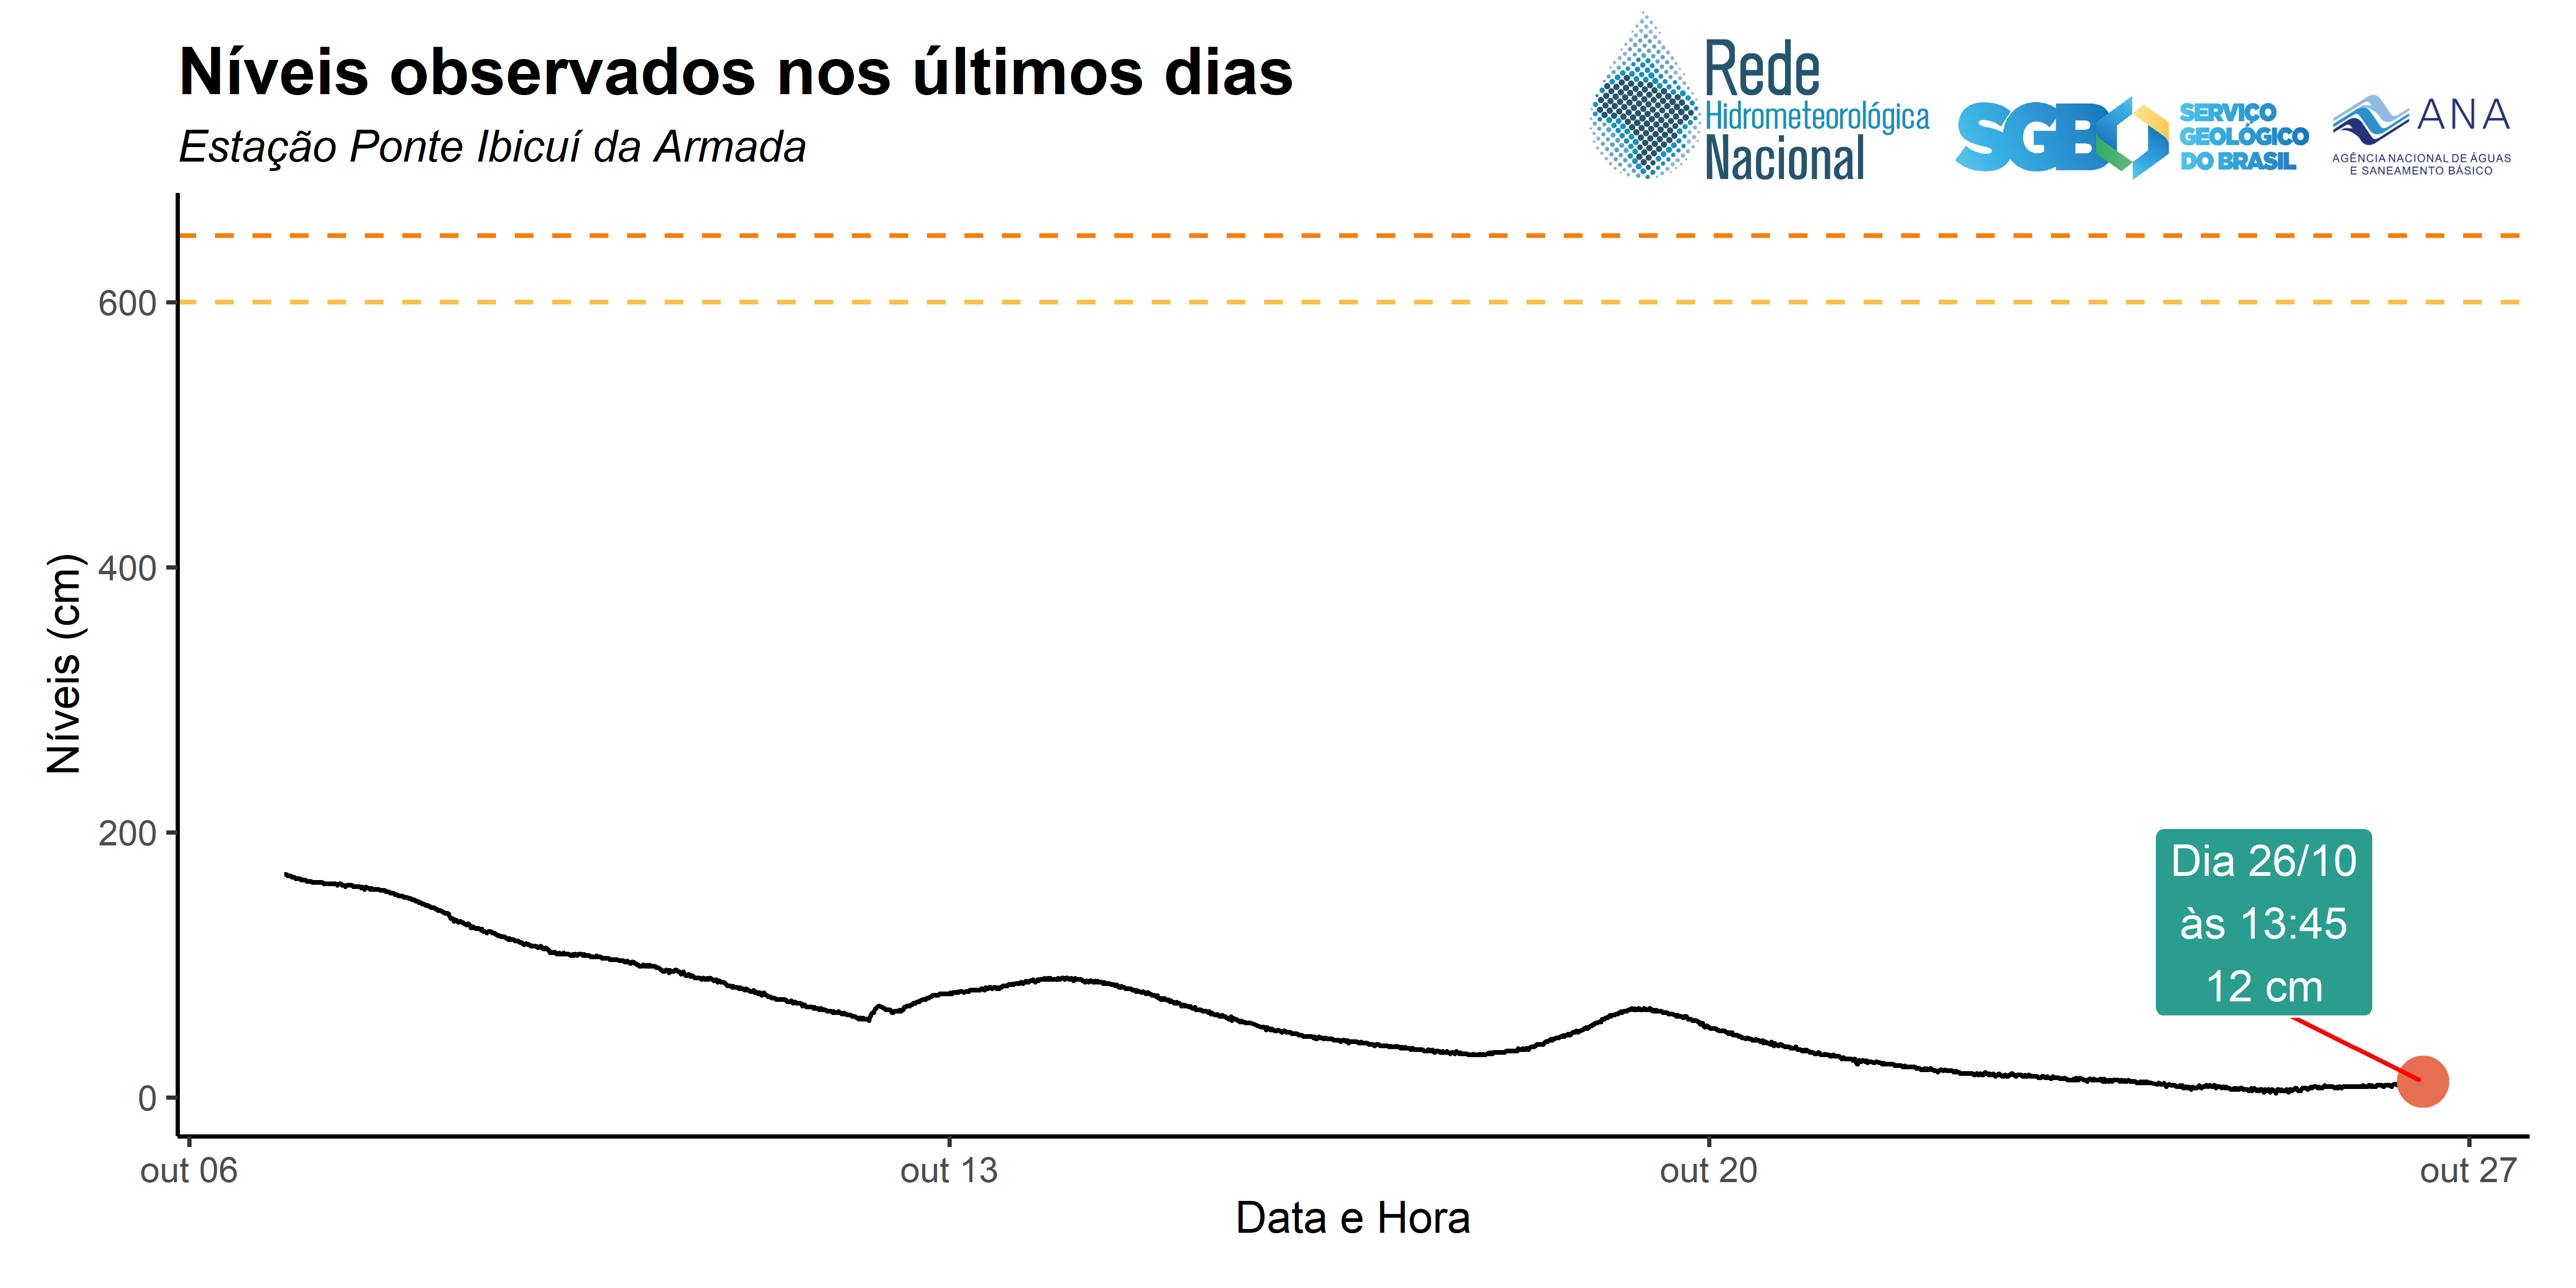 Níveis observados nos últimos dias
Estação Ponte Ibicuí da Armada
Rede
Hidrometeorológica
Nacional
SGB
SERVIÇO
GEOLÓGICO
DO BRASIL
ANA
AGÊNCIA NACIONAL DE ÁGUAS
E SANEAMENTO BÁSICO
Níveis (cm)
600
400
200
0
Dia 26/10
às 13:45
12 cm
out 06
out 13
out 20
out 27
Data e Hora